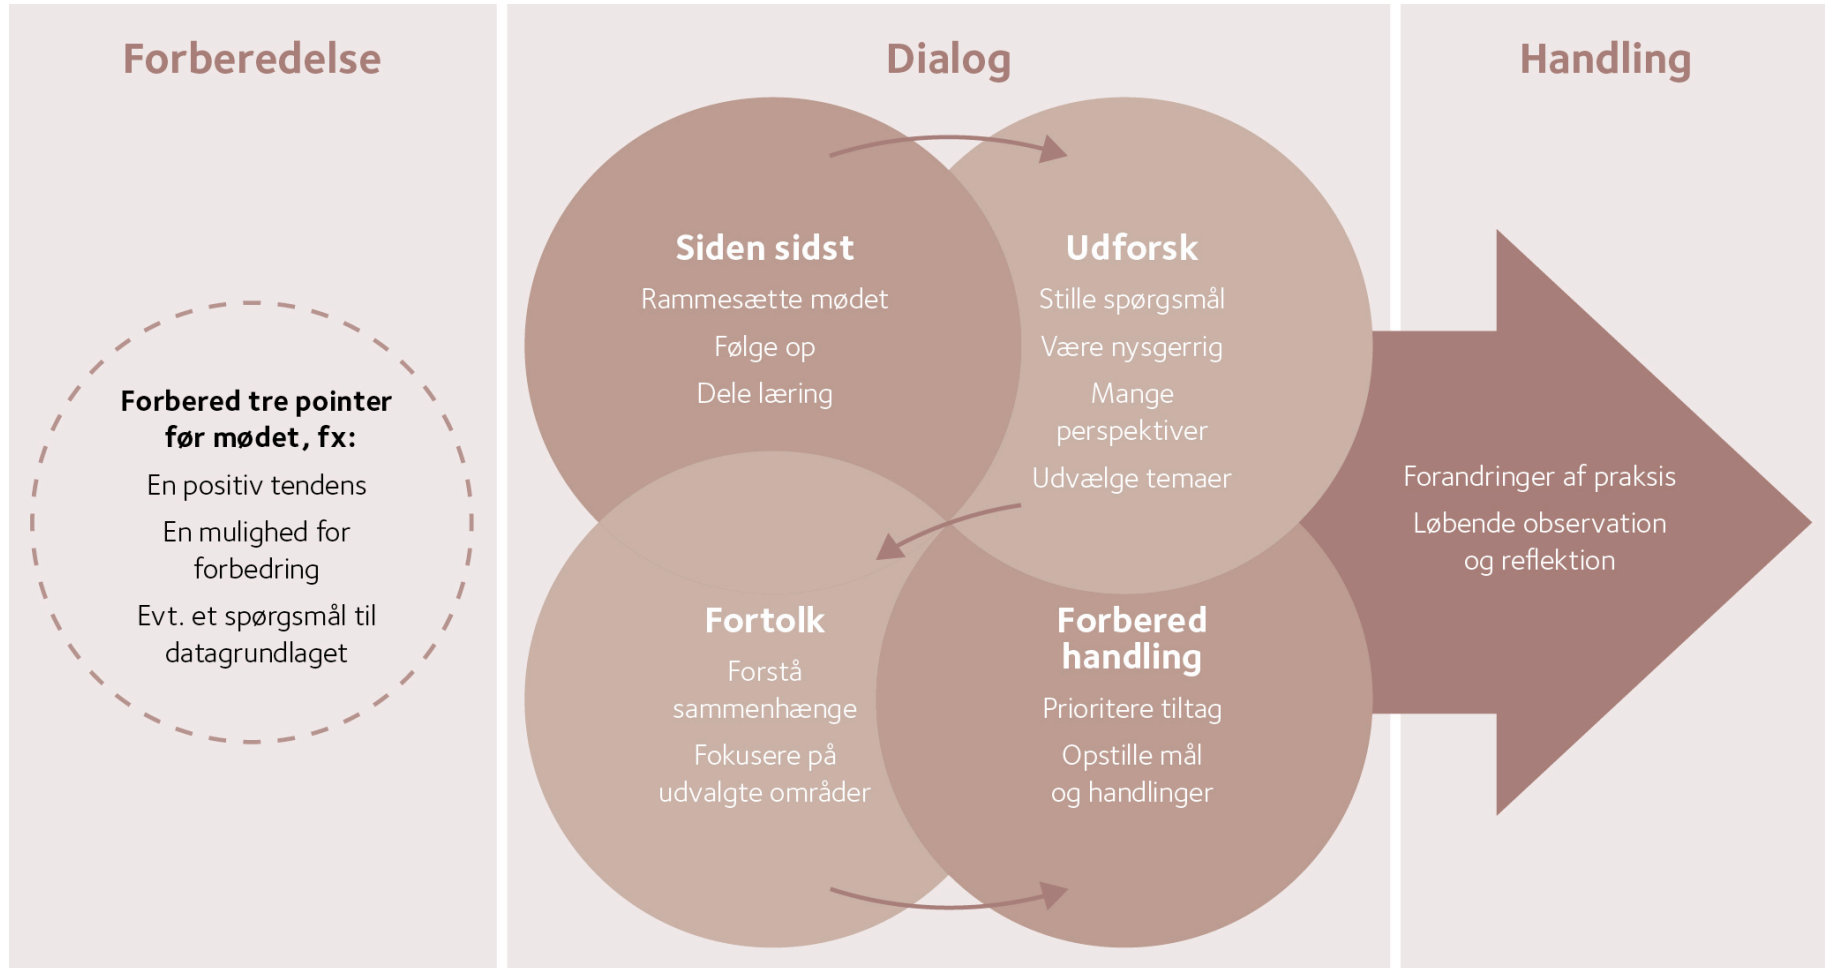 Forberedelse
Forbered tre pointer
før mødet, fx:
En positiv tendens
En mulighed for
forbedring
Evt. et spørgsmål til
datagrundlaget
Dialog
Siden sidst
Rammesætte mødet
Følge op
Dele læring
Udforsk
Stille spørgsmål
Være nysgerrig
Mange
perspektiver
Udvælge temaer
Fortolk
Forstå
sammenhænge
Fokusere på
udvalgte områder
Forbered
handling
Prioritere tiltag
Opstille mål
og handlinger
Handling
Forandringer af praksis
Løbende observation
og reflektion